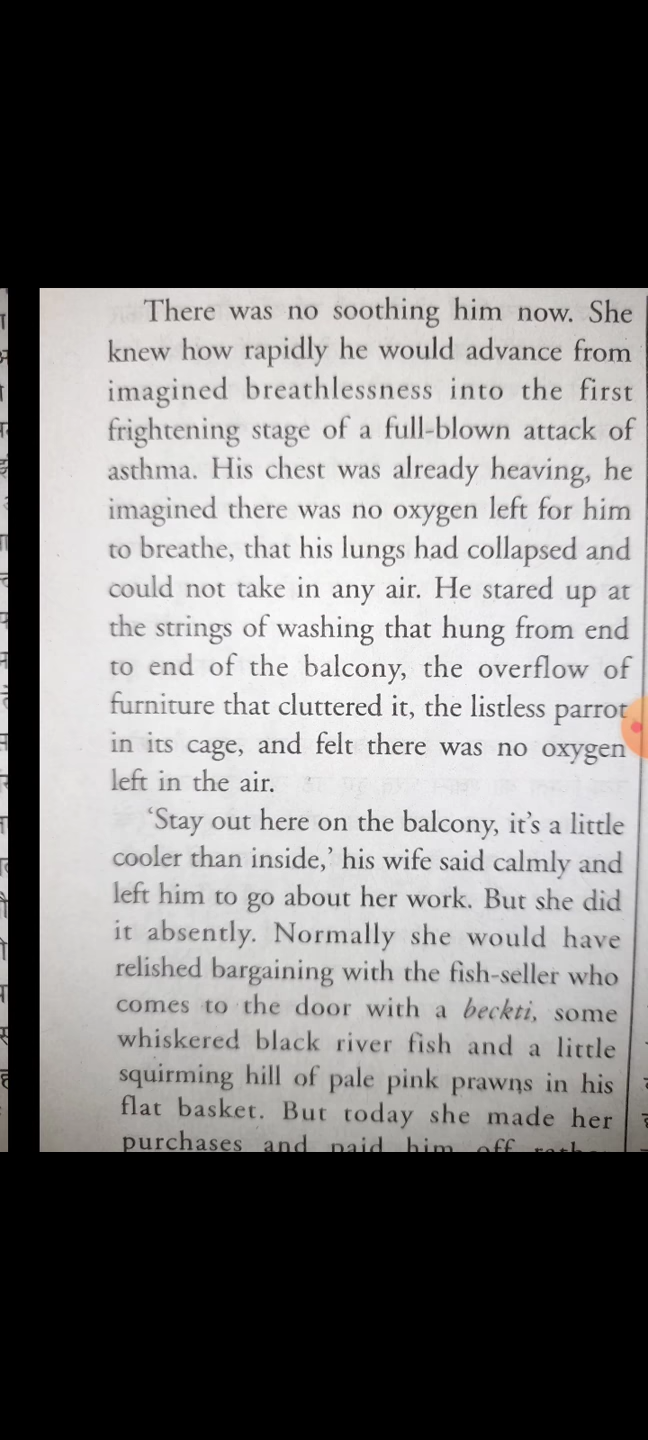 There was no soothing him now. She
knew how rapidly he would advance from
imagined breathlessness into the first
frightening stage of a full-blown attack of
asthma. His chest was already heaving, he
imagined there was no oxygen left for him
to breathe, that his lungs had collapsed and
could not take in any air. He stared up at
the strings of washing that hung from end
to end of the balcony, the overflow of
furniture that cluttered it, the listless parrot
in its cage, and felt there was no oxygen
left in the air.
‘Stay out here on the balcony, it’s a little
cooler than inside,’ his wife said calmly and
left him to go about her work. But she did
it absently. Normally she would have
relished bargaining with the fish-seller who
comes to the door with a beckti, some
whiskered black river fish and a little
squirming hill of pale pink prawns in his
flat basket. But today she made her
purchases and paid him off